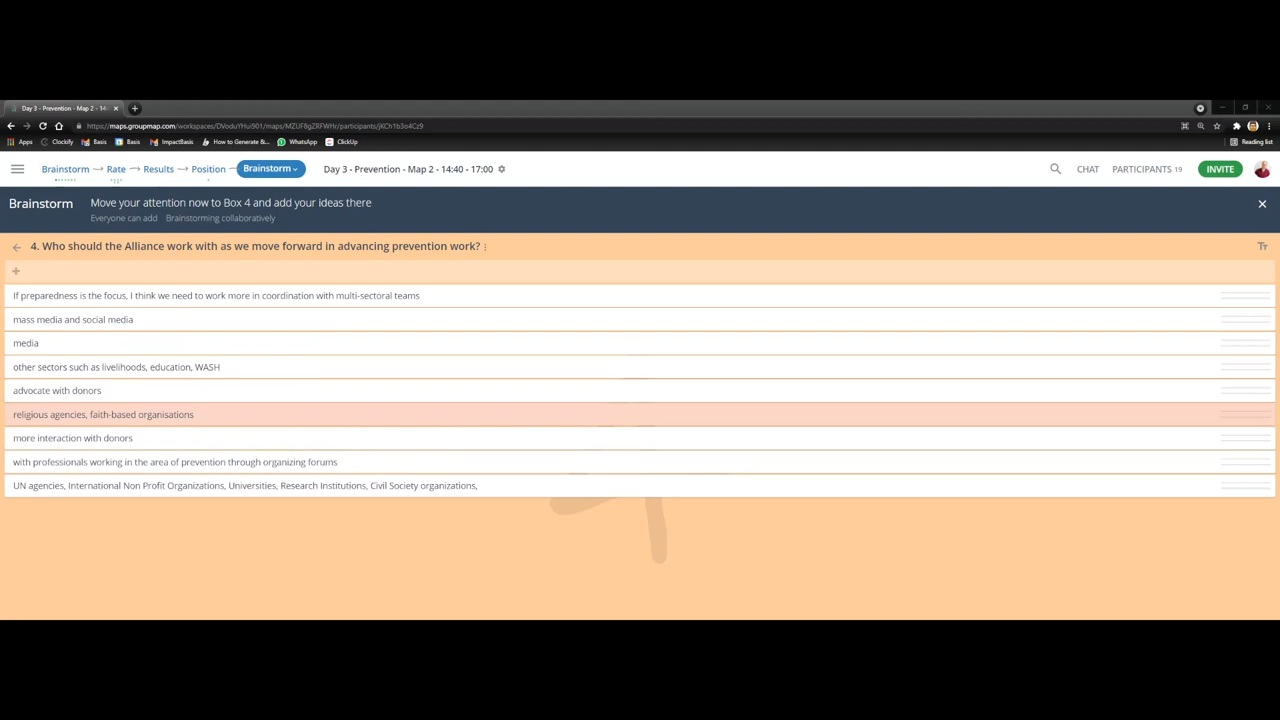 Day 3 - Prevention - Map 2 - 14:
https://maps.groupmap.com/workspaces/DVoduYHui901/maps/MZUF8gZRFWHr/participants/jKCh1b3o4Cz9
Apps Clockify Basis Basis ImpactBasis How to Generate &... WhatsApp ClickUp Reading list
Brainstorm Rate Results Position Brainstorm Day 3 - Prevention - Map 2 - 14:40 - 17:00 CHAT PARTICIPANTS 19 INVITE
Brainstorm Move your attention now to Box 4 and add your ideas there
Everyone can add Brainstorming collaboratively
4. Who should the Alliance work with as we move forward in advancing prevention work?
If preparedness is the focus, I think we need to work more in coordination with multi-sectoral teams
mass media and social media
media
other sectors such as livelihoods, education, WASH
advocate with donors
religious agencies, faith-based organisations
more interaction with donors
with professionals working in the area of prevention through organizing forums
UN agencies, International Non Profit Organizations, Universities, Research Institutions, Civil Society organizations,
4